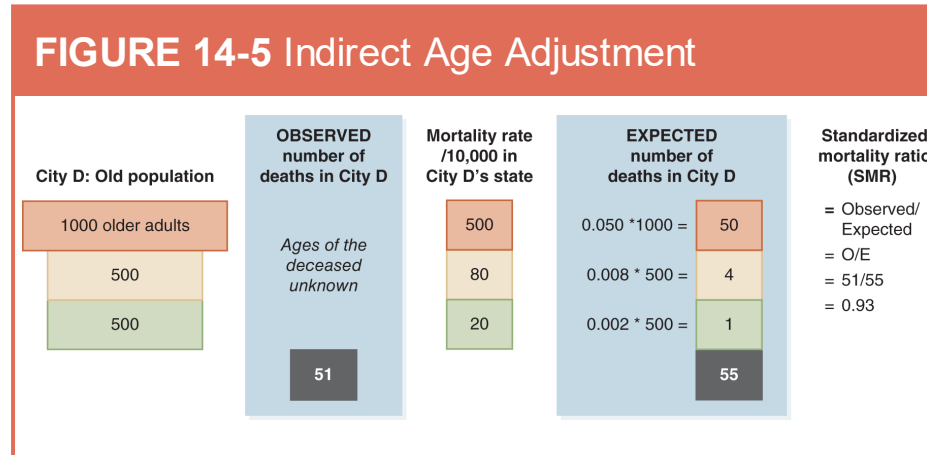 FIGURE 14-5 Indirect Age Adjustment
City D: Old population
1000 older adults
500
500
OBSERVED
number of
deaths in City D
Ages of the
deceased
unknown
51
Mortality rate
/10,000 in
City D's state
500
80
20
EXPECTED
number of
deaths in City D
0.050 *1000 = 50
0.008 * 500 = 4
0.002 * 500 = 1
55
Standardized
mortality ratio
(SMR)
= Observed/
Expected
= O/E
= 51/55
= 0.93